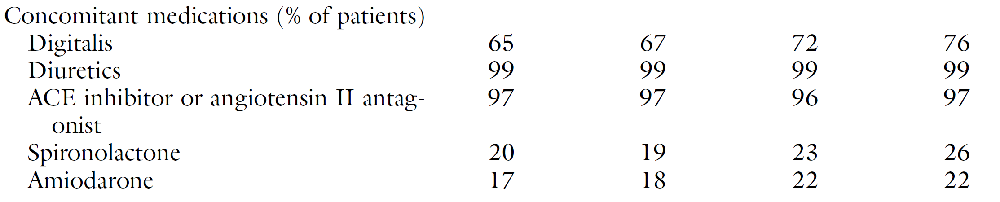 Concomitant medications (% of patients)
Digitalis 65 67 72 76
Diuretics 99 99 99 99
ACE inhibitor or angiotensin II antag- 97 97 96 97
onist
Spironolactone 20 19 23 26
Amiodarone 17 18 22 22